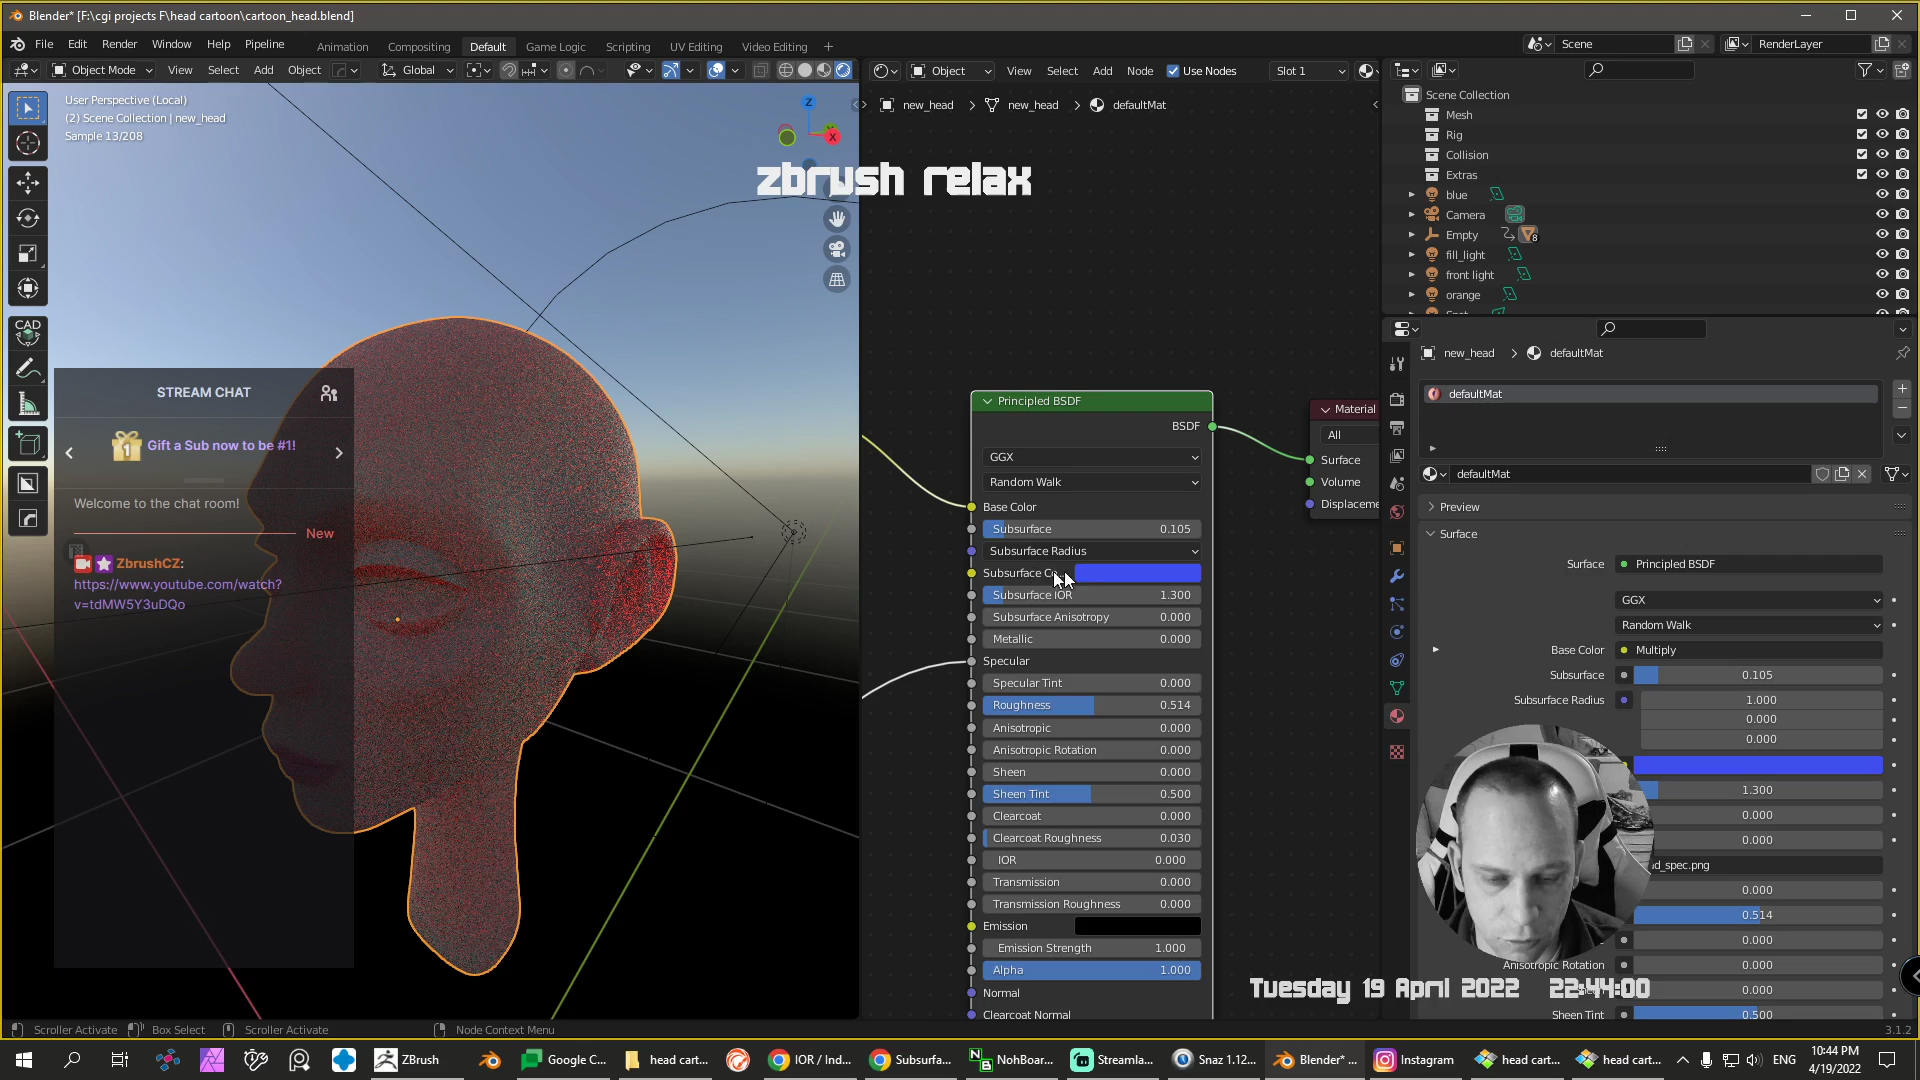 Blender* [F:\cgi projects F\head cartoon\cartoon_head.blend]
File Edit Render Window Help Pipeline
Animation Compositing Default Game Logic Scripting UV Editing Video Editing +
Scene RenderLayer
Object Mode View Select Add Object Global
Object View Select Add Node Use Nodes Slot 1
User Perspective (Local)
(2) Scene Collection | new_head
Sample 13/208
Z
X
new_head > new_head > defaultMat
zbrush relax
Scene Collection
Mesh
Rig
Collision
Extras
blue
Camera
Empty 8
fill_light
front light
orange
CAD
STREAM CHAT
1 Gift a Sub now to be #1!
Welcome to the chat room!
New
ZbrushCZ:
https://www.youtube.com/watch?
v=tdMW5Y3uDQo
Principled BSDF
BSDF
GGX
Random Walk
Base Color
Subsurface 0.105
Subsurface Radius
Subsurface Co
Subsurface IOR 1.300
Subsurface Anisotropy 0.000
Metallic 0.000
Specular
Specular Tint 0.000
Roughness 0.514
Anisotropic 0.000
Anisotropic Rotation 0.000
Sheen 0.000
Sheen Tint 0.500
Clearcoat 0.000
Clearcoat Roughness 0.030
IOR 0.000
Transmission 0.000
Transmission Roughness 0.000
Emission
Emission Strength 1.000
Alpha 1.000
Normal
Clearcoat Normal
Material
All
Surface
Volume
Displaceme
new_head > defaultMat
defaultMat
defaultMat
Preview
Surface
Surface Principled BSDF
GGX
Random Walk
Base Color Multiply
Subsurface 0.105
Subsurface Radius 1.000
0.000
0.000
1.300
0.000
0.000
d_spec.png
0.000
0.514
0.000
Anisotropic Rotation 0.000
0.000
Sheen Tint 0.500
Tuesday 19 April 2022 22:44:00
Scroller Activate Box Select Scroller Activate Node Context Menu 3.1.2
ZBrush Google C... head cart... IOR / Ind... Subsurfa... NohBoar... Streamla... Snaz 1.12... Blender* ... Instagram head cart... head cart... ENG
10:44 PM
4/19/2022